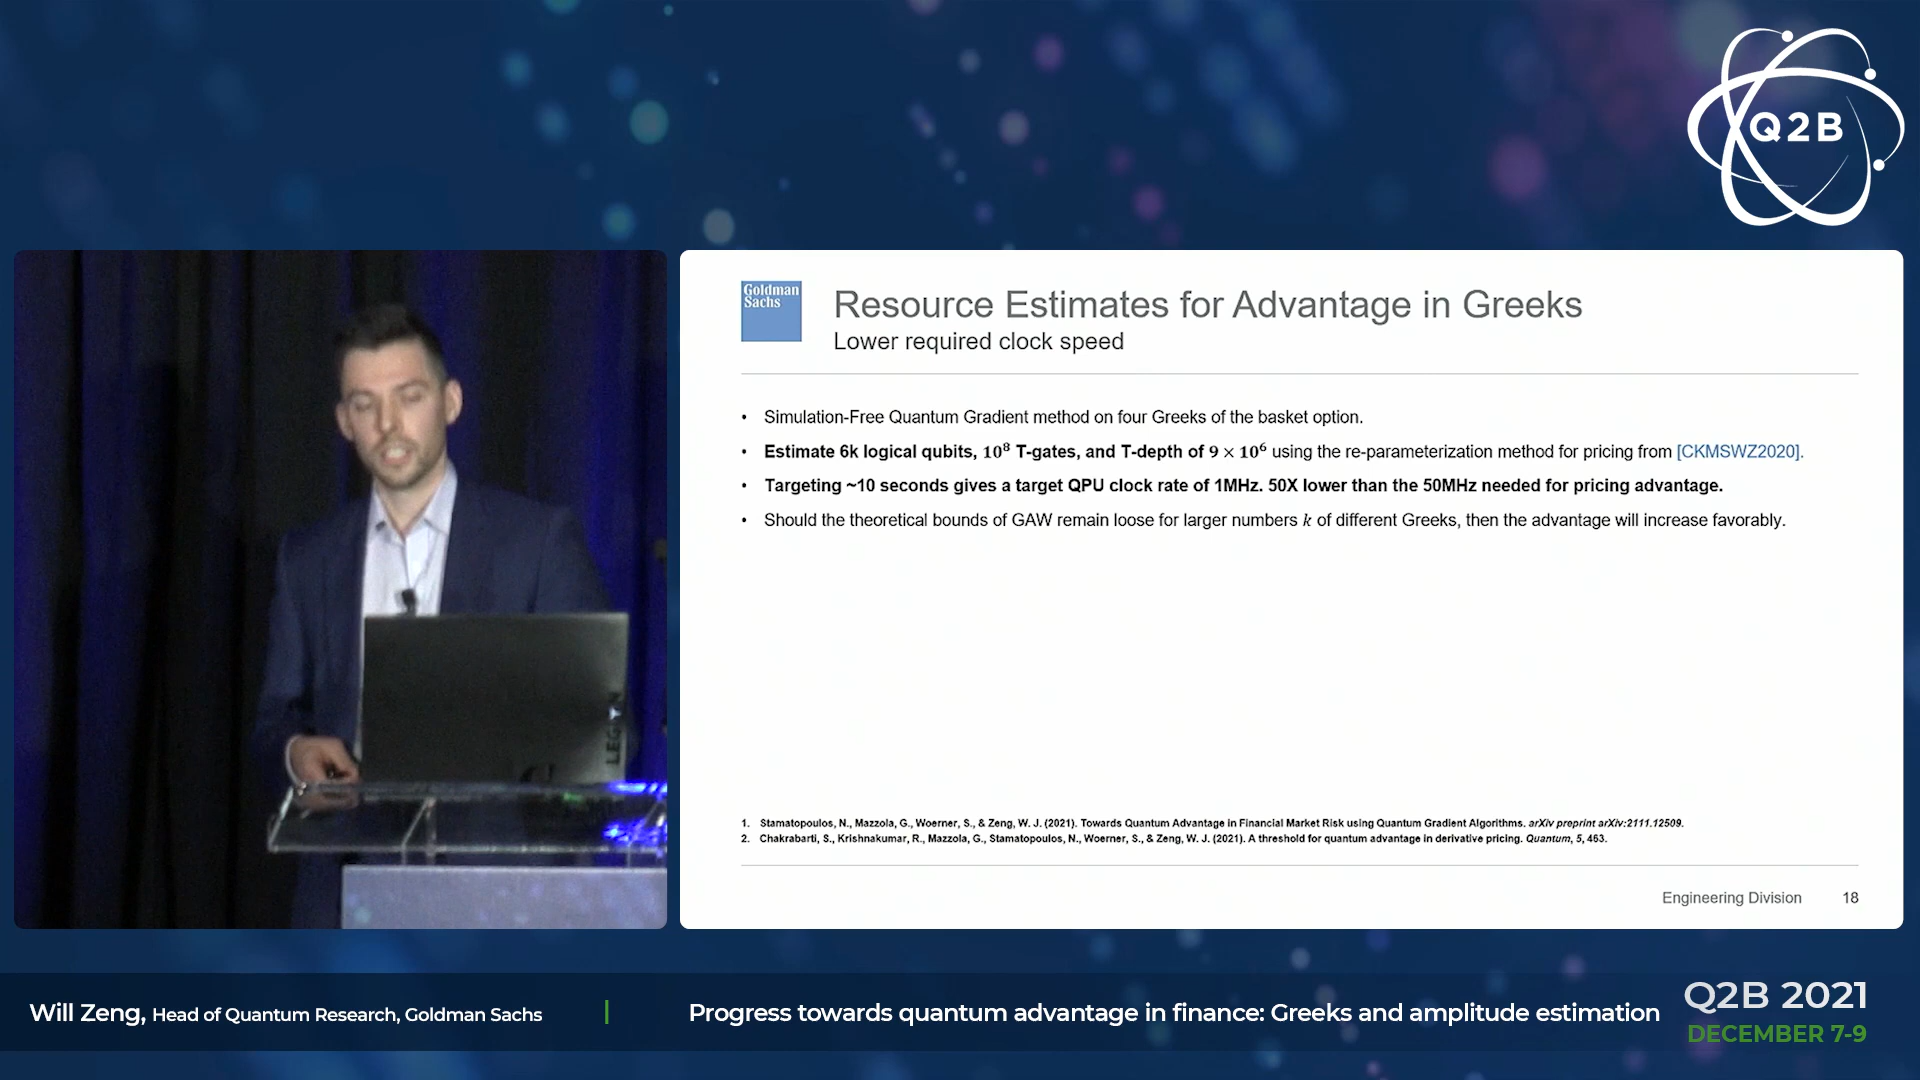 Q2B
Goldman
Sachs
Resource Estimates for Advantage in Greeks
Lower required clock speed
• Simulation-Free Quantum Gradient method on four Greeks of the basket option.
• Estimate 6k logical qubits, 10⁸ T-gates, and T-depth of 9 × 10⁶ using the re-parameterization method for pricing from [CKMSWZ2020].
• Targeting ~10 seconds gives a target QPU clock rate of 1MHz. 50X lower than the 50MHz needed for pricing advantage.
• Should the theoretical bounds of GAW remain loose for larger numbers k of different Greeks, then the advantage will increase favorably.
LEGION
1. Stamatopoulos, N., Mazzola, G., Woerner, S., & Zeng, W. J. (2021). Towards Quantum Advantage in Financial Market Risk using Quantum Gradient Algorithms. arXiv preprint arXiv:2111.12509.
2. Chakrabarti, S., Krishnakumar, R., Mazzola, G., Stamatopoulos, N., Woerner, S., & Zeng, W. J. (2021). A threshold for quantum advantage in derivative pricing. Quantum, 5, 463.
Engineering Division 18
Will Zeng, Head of Quantum Research, Goldman Sachs
Progress towards quantum advantage in finance: Greeks and amplitude estimation
Q2B 2021
DECEMBER 7-9